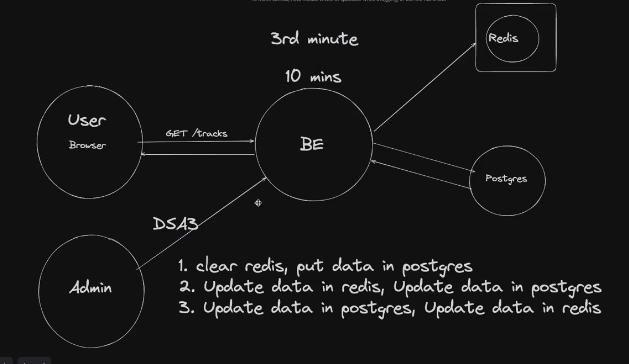 3rd minute
Redis
10 mins
User
Browser
GET /tracks
BE
Postgres
DSA3
Admin
1. clear redis, put data in postgres
2. Update data in redis, Update data in postgres
3. Update data in postgres, Update data in redis